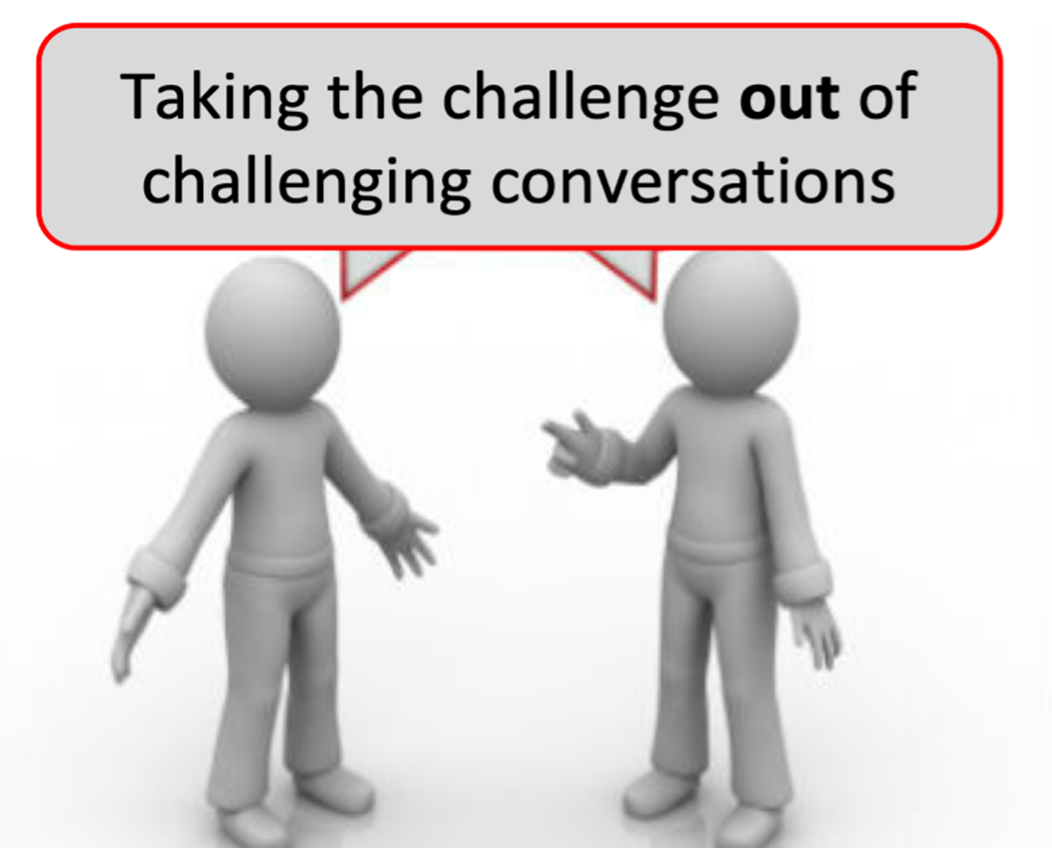 Taking the challenge out of
challenging conversations